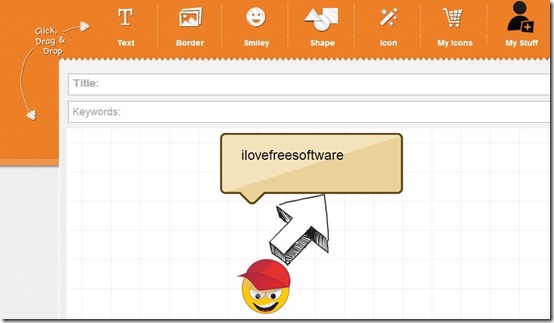 Click,
Drag &
Drop
Text
Border
Smiley
Shape
Icon
My Icons
My Stuff
Title:
Keywords:
ilovefreesoftware